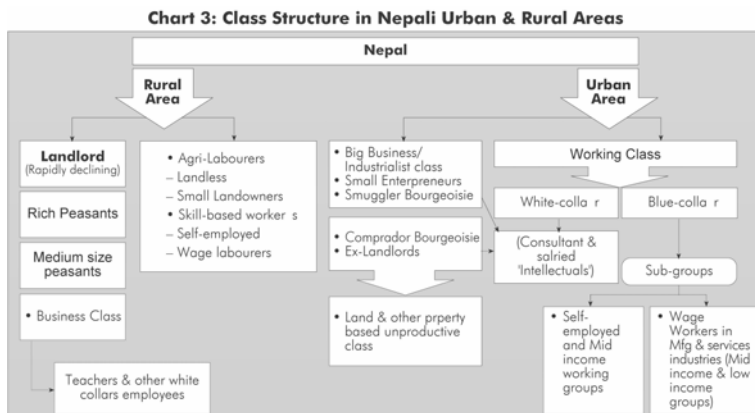 Chart 3: Class Structure in Nepali Urban & Rural Areas
Nepal
Rural
Area
Urban
Area
Landlord
(Rapidly declining)
Rich Peasants
Medium size
peasants
• Business Class
Teachers & other white
collars employees
• Agri-Labourers
– Landless
– Small Landowners
• Skill-based worker s
– Self-employed
– Wage labourers
• Big Business/
Industrialist class
• Small Enterpreneurs
• Smuggler Bourgeoisie
• Comprador Bourgeoisie
• Ex-Landlords
• Land & other prperty
based unproductive
class
Working Class
White-colla r
Blue-colla r
(Consultant &
salried
'Intellectuals')
Sub-groups
• Self-
employed
and Mid
income
working
groups
• Wage
Workers in
Mfg & services
industries (Mid
income & low
income
groups)